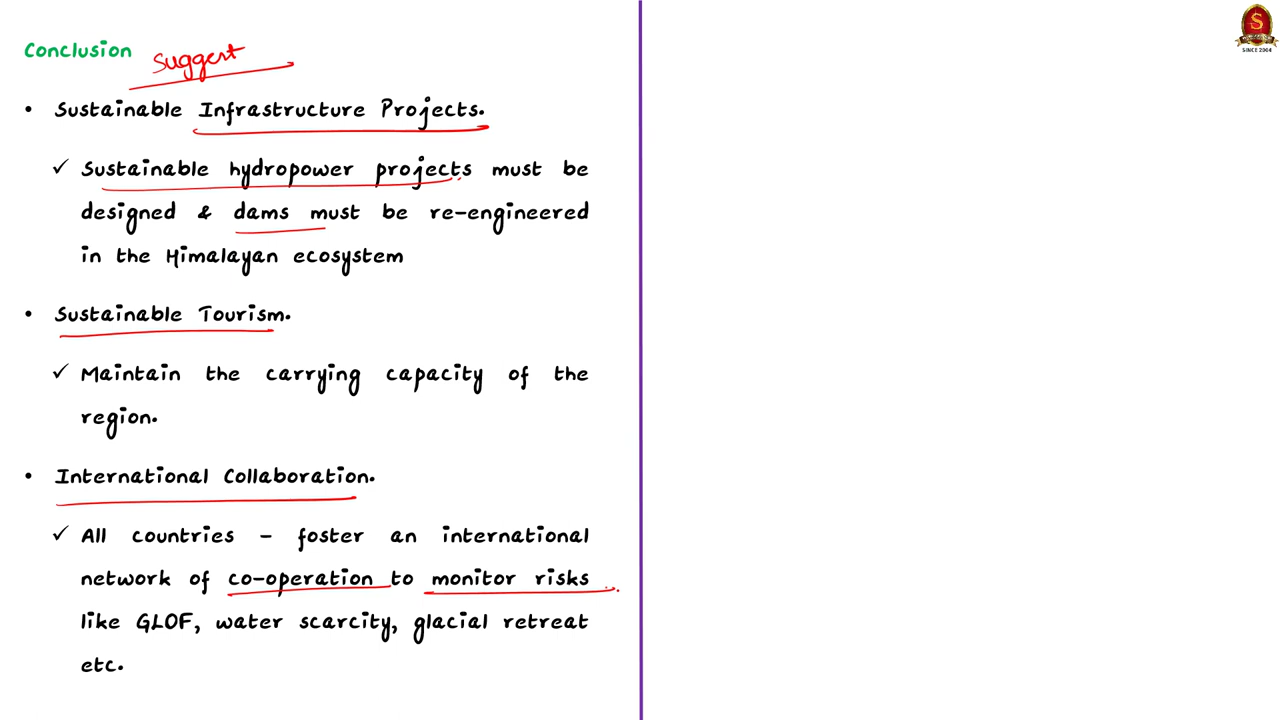 Conclusion
Suggest
• Sustainable Infrastructure Projects.
✓ Sustainable hydropower projects must be
designed & dams must be re-engineered
in the Himalayan ecosystem
• Sustainable Tourism.
✓ Maintain the carrying capacity of the
region.
• International Collaboration.
✓ All countries – foster an international
network of co-operation to monitor risks
like GLOF, water scarcity, glacial retreat
etc.
S
SINCE 2004